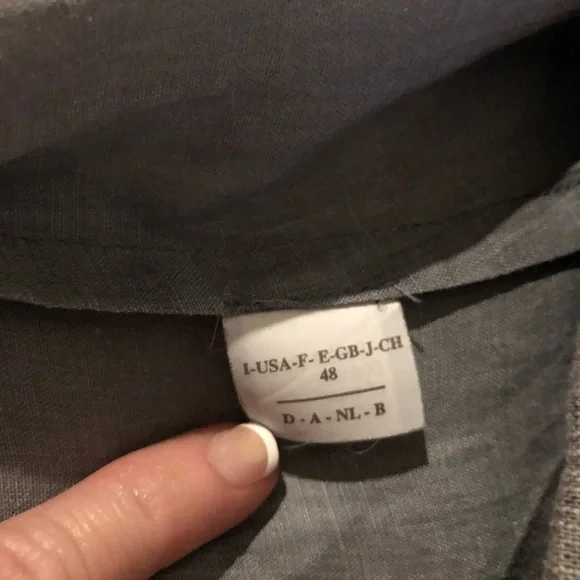 I-USA-F- E-GB-J-CH
48
D - A - NL - B